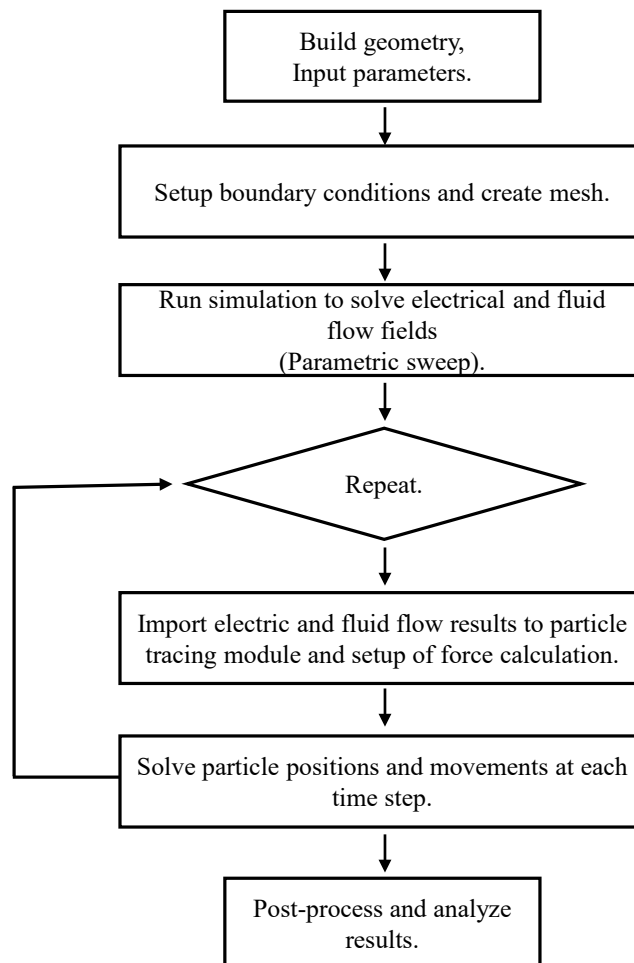 Build geometry,
Input parameters.
Setup boundary conditions and create mesh.
Run simulation to solve electrical and fluid
flow fields
(Parametric sweep).
Repeat.
Import electric and fluid flow results to particle
tracing module and setup of force calculation.
Solve particle positions and movements at each
time step.
Post-process and analyze
results.